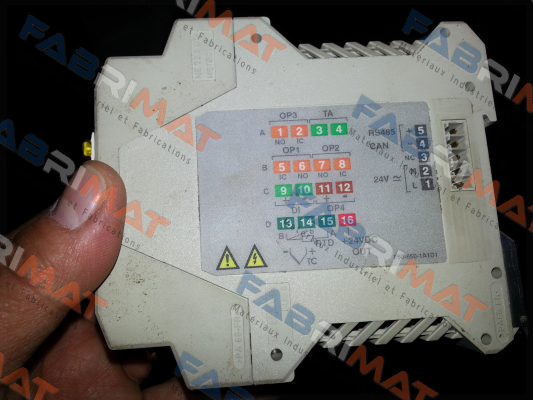 OP3 TA
A 1 2 3 4 RS485 + 5
NO IC CAN - 4
OP1 OP2 NC 3
B 5 6 7 8 24V ≃ N 2
IC NO NO IC L 1
C 9 10 11 12
+ -
DI OP4
D 13 14 15 16
B A
RTD +24VDC
+ TC OUT
FABRIMAT
Matériaux Industriel et Fabrications